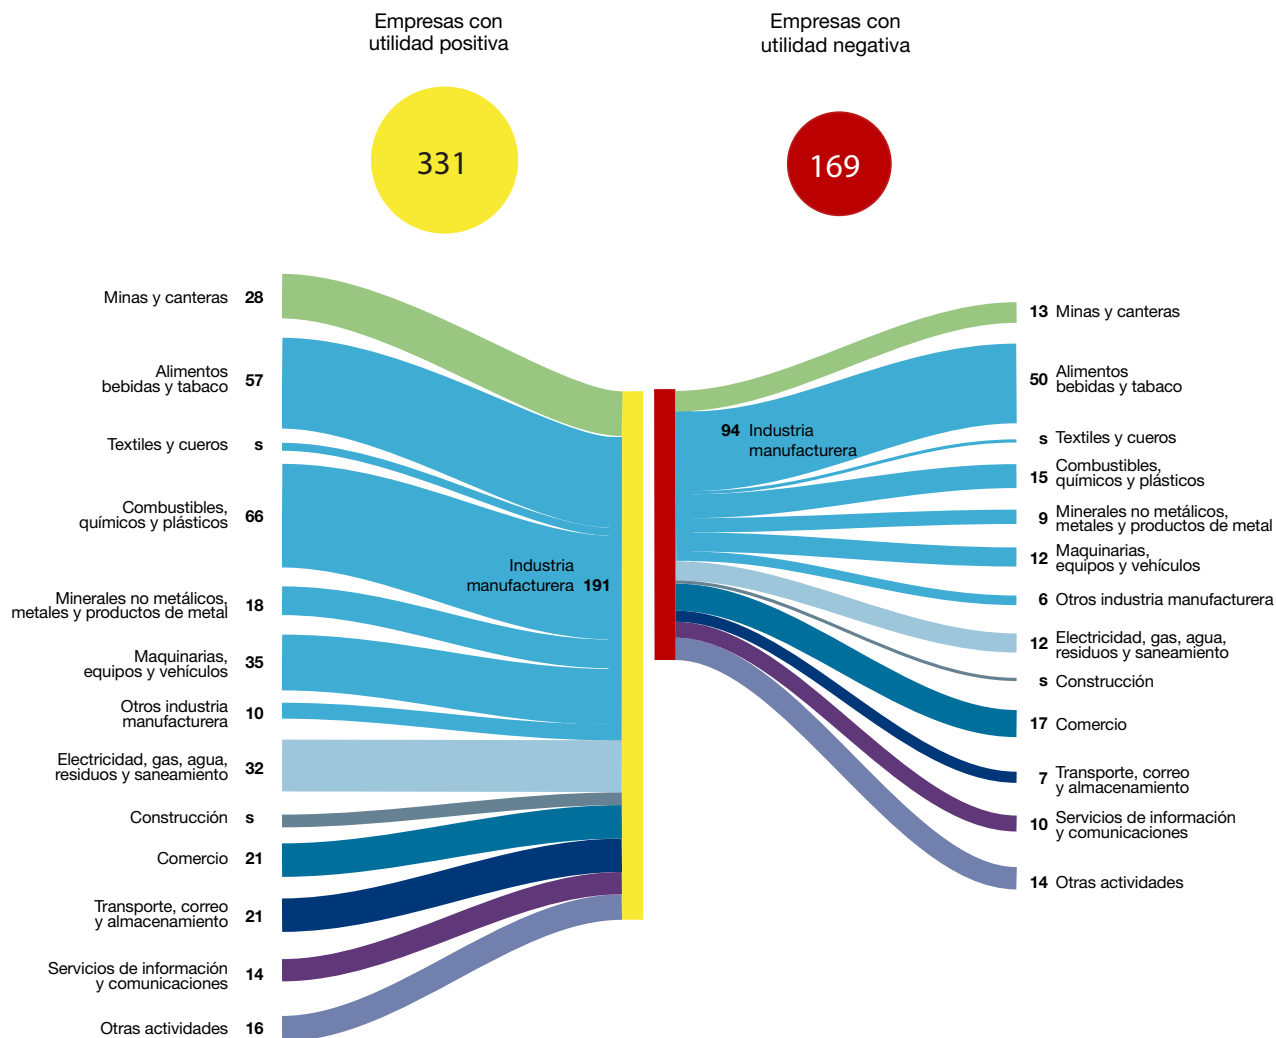 Empresas con
utilidad positiva
331
Empresas con
utilidad negativa
169
Minas y canteras 28
Alimentos
bebidas y tabaco 57
Textiles y cueros s
Combustibles,
químicos y plásticos 66
Minerales no metálicos,
metales y productos de metal 18
Maquinarias,
equipos y vehículos 35
Otros industria
manufacturera 10
Electricidad, gas, agua,
residuos y saneamiento 32
Construcción s
Comercio 21
Transporte, correo
y almacenamiento 21
Servicios de información
y comunicaciones 14
Otras actividades 16
Industria
manufacturera 191
94 Industria
manufacturera
13 Minas y canteras
50 Alimentos
bebidas y tabaco
s Textiles y cueros
15 Combustibles,
químicos y plásticos
9 Minerales no metálicos,
metales y productos de metal
12 Maquinarias,
equipos y vehículos
6 Otros industria manufacturera
12 Electricidad, gas, agua,
residuos y saneamiento
s Construcción
17 Comercio
7 Transporte, correo
y almacenamiento
10 Servicios de información
y comunicaciones
14 Otras actividades